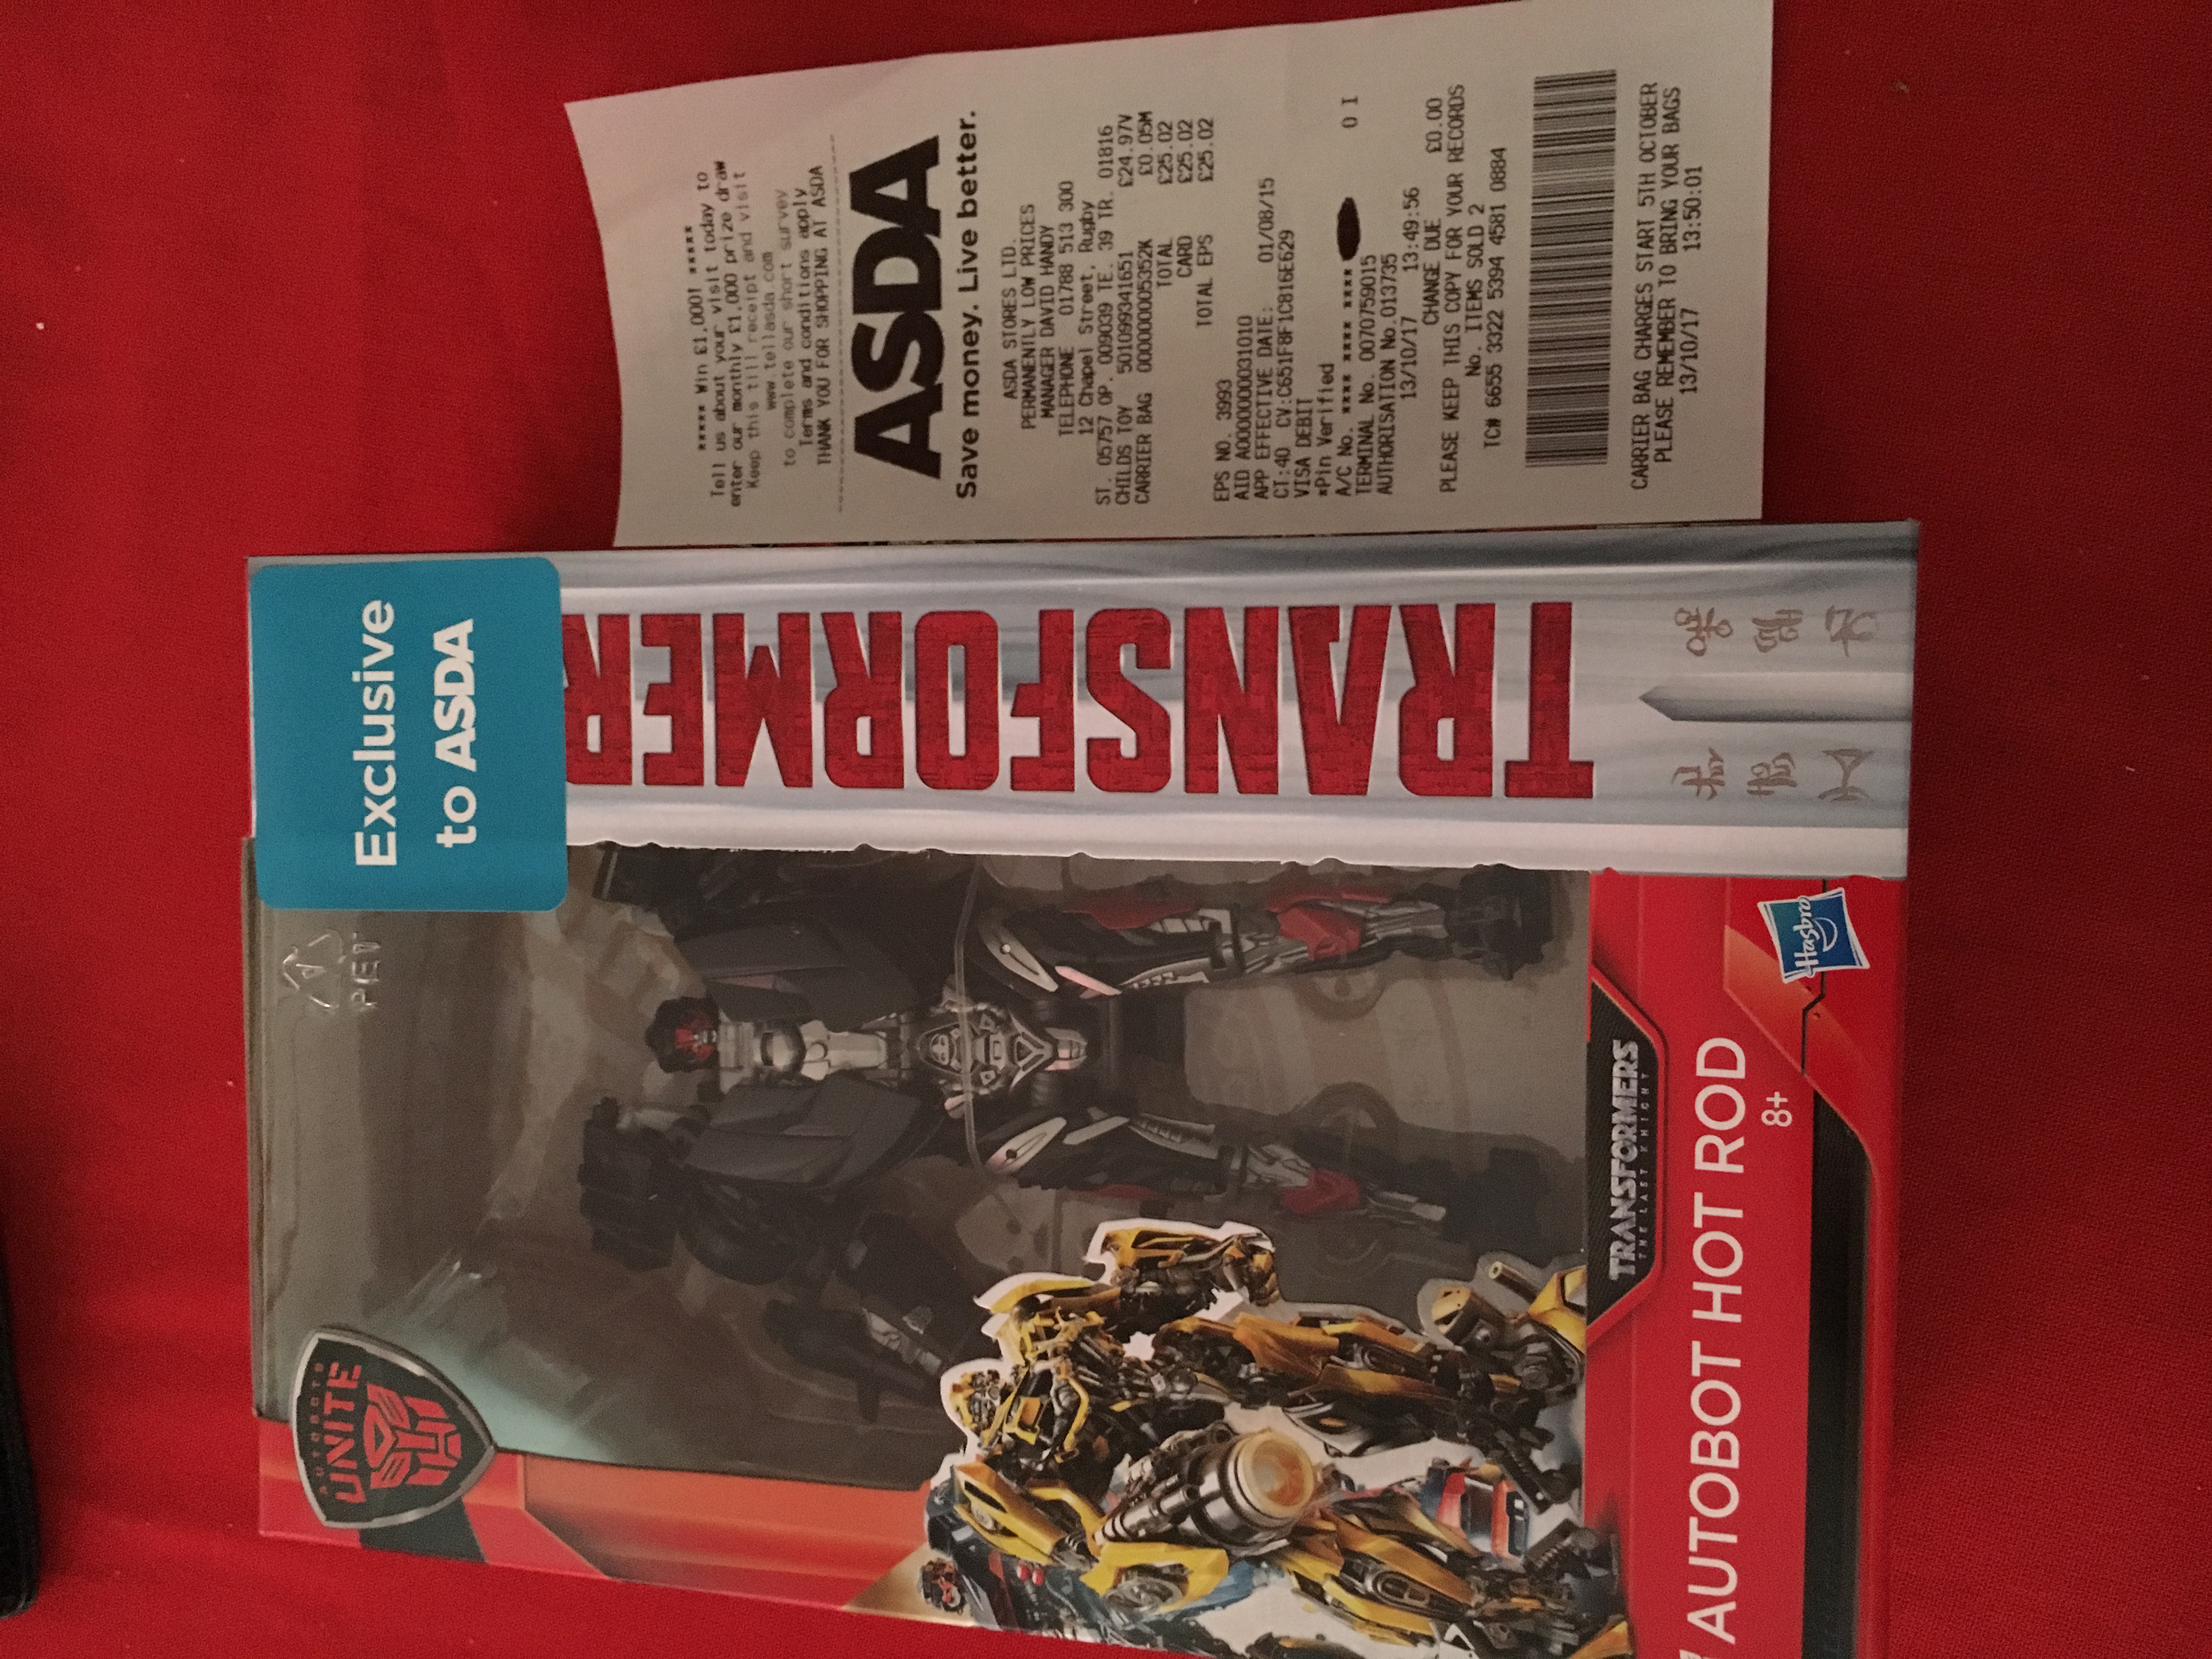 ***** Win £1,000! *****
Tell us about your visit today to
enter our monthly £1,000 prize draw
Keep this till receipt and visit
www.tellasda.com
to complete our short survey
Terms and conditions apply
THANK YOU FOR SHOPPING AT ASDA
ASDA
Save money. Live better.
ASDA STORES LTD.
PERMANENTLY LOW PRICES
MANAGER DAVID HANDY
TELEPHONE 01788 513 300
12 Chapel Street, Rugby
ST. 05757 OP. 009039 TE. 39 TR. 01816
CHILDS TOY 5010993341651 £24.97V
CARRIER BAG 0000000005352K £0.05M
TOTAL £25.02
CARD £25.02
TOTAL EPS £25.02
EPS NO. 3993
AID A0000000031010
APP EFFECTIVE DATE: 01/08/15
CT:40 CV:C651F8F1C816E629
VISA DEBIT
*Pin Verified
A/C No. **** **** **** 0 I
TERMINAL No. 00707759015
AUTHORISATION No.013735
13/10/17 13:49:56
CHANGE DUE £0.00
PLEASE KEEP THIS COPY FOR YOUR RECORDS
No. ITEMS SOLD 2
TC# 6655 3322 5394 4581 0884
CARRIER BAG CHARGES START 5TH OCTOBER
PLEASE REMEMBER TO BRING YOUR BAGS
13/10/17 13:50:01
Exclusive
to ASDA
TRANSFORMER
PET
AUTOBOTS
UNITE
Hasbro
TRANSFORMERS
THE LAST KNIGHT
AUTOBOT HOT ROD
8+